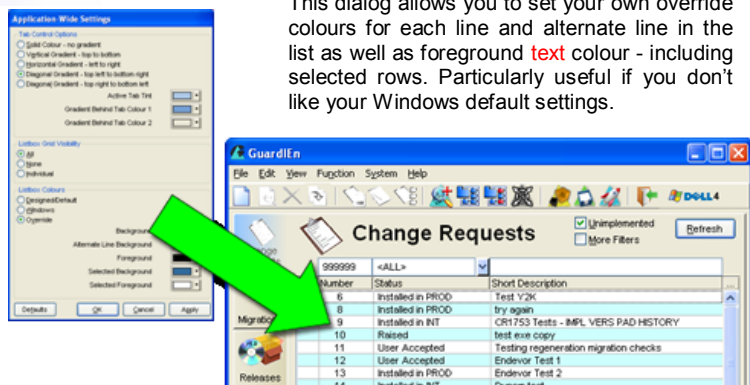 This dialog allows you to set your own override
colours for each line and alternate line in the
list as well as foreground text colour - including
selected rows. Particularly useful if you don't
like your Windows default settings.
Application-Wide Settings
Tab Control Options
Solid Colour - no gradient
Vertical Gradient - top to bottom
Horizontal Gradient - left to right
Diagonal Gradient - top left to bottom right
Diagonal Gradient - top right to bottom left
Active Tab Tint
Gradient Behind Tab Colour 1
Gradient Behind Tab Colour 2
Listbox Grid Visibility
All
None
Individual
Listbox Colours
Designed/Default
Windows
Override
Background
Alternate Line Background
Foreground
Selected Background
Selected Foreground
Defaults OK Cancel Apply
GuardIEn
File Edit View Function System Help
DELL4
Change Requests
Unimplemented
More Filters
Refresh
999999 <ALL>
Number Status Short Description ...
6 Installed in PROD Test Y2K
8 Installed in PROD try again
9 Installed in INT CR1753 Tests - IMPL VERS PAD HISTORY
10 Raised test exe copy
11 User Accepted Testing regeneration migration checks
12 User Accepted Endevor Test 1
13 Installed in PROD Endevor Test 2
14 Installed in INT
Releases